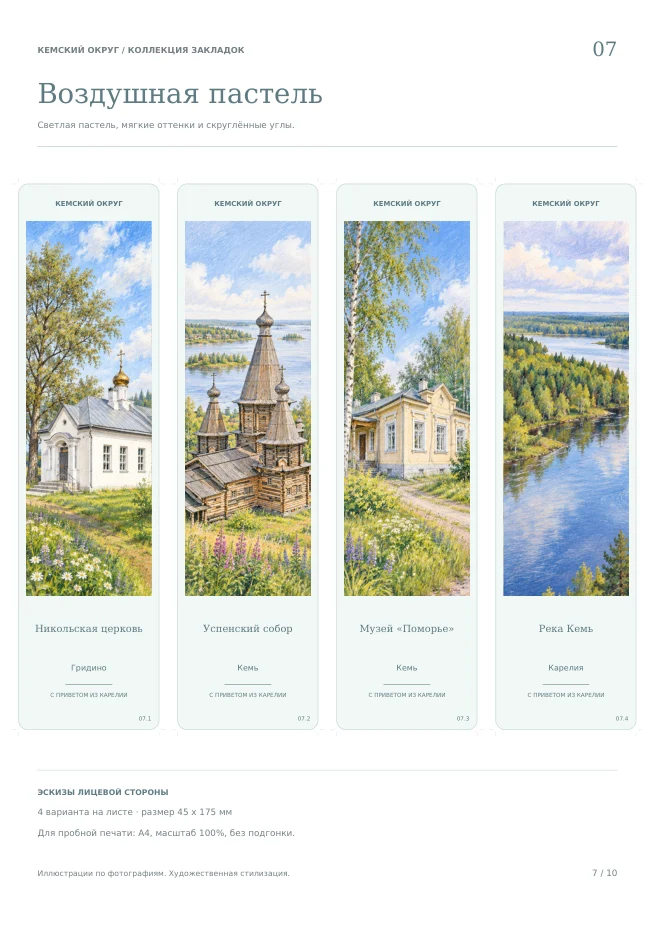 КЕМСКИЙ ОКРУГ / КОЛЛЕКЦИЯ ЗАКЛАДОК
07
Воздушная пастель
Светлая пастель, мягкие оттенки и скруглённые углы.
КЕМСКИЙ ОКРУГ
Никольская церковь
Гридино
С ПРИВЕТОМ ИЗ КАРЕЛИИ
07.1
КЕМСКИЙ ОКРУГ
Успенский собор
Кемь
С ПРИВЕТОМ ИЗ КАРЕЛИИ
07.2
КЕМСКИЙ ОКРУГ
Музей «Поморье»
Кемь
С ПРИВЕТОМ ИЗ КАРЕЛИИ
07.3
КЕМСКИЙ ОКРУГ
Река Кемь
Карелия
С ПРИВЕТОМ ИЗ КАРЕЛИИ
07.4
ЭСКИЗЫ ЛИЦЕВОЙ СТОРОНЫ
4 варианта на листе · размер 45 x 175 мм
Для пробной печати: А4, масштаб 100%, без подгонки.
Иллюстрации по фотографиям. Художественная стилизация.
7 / 10